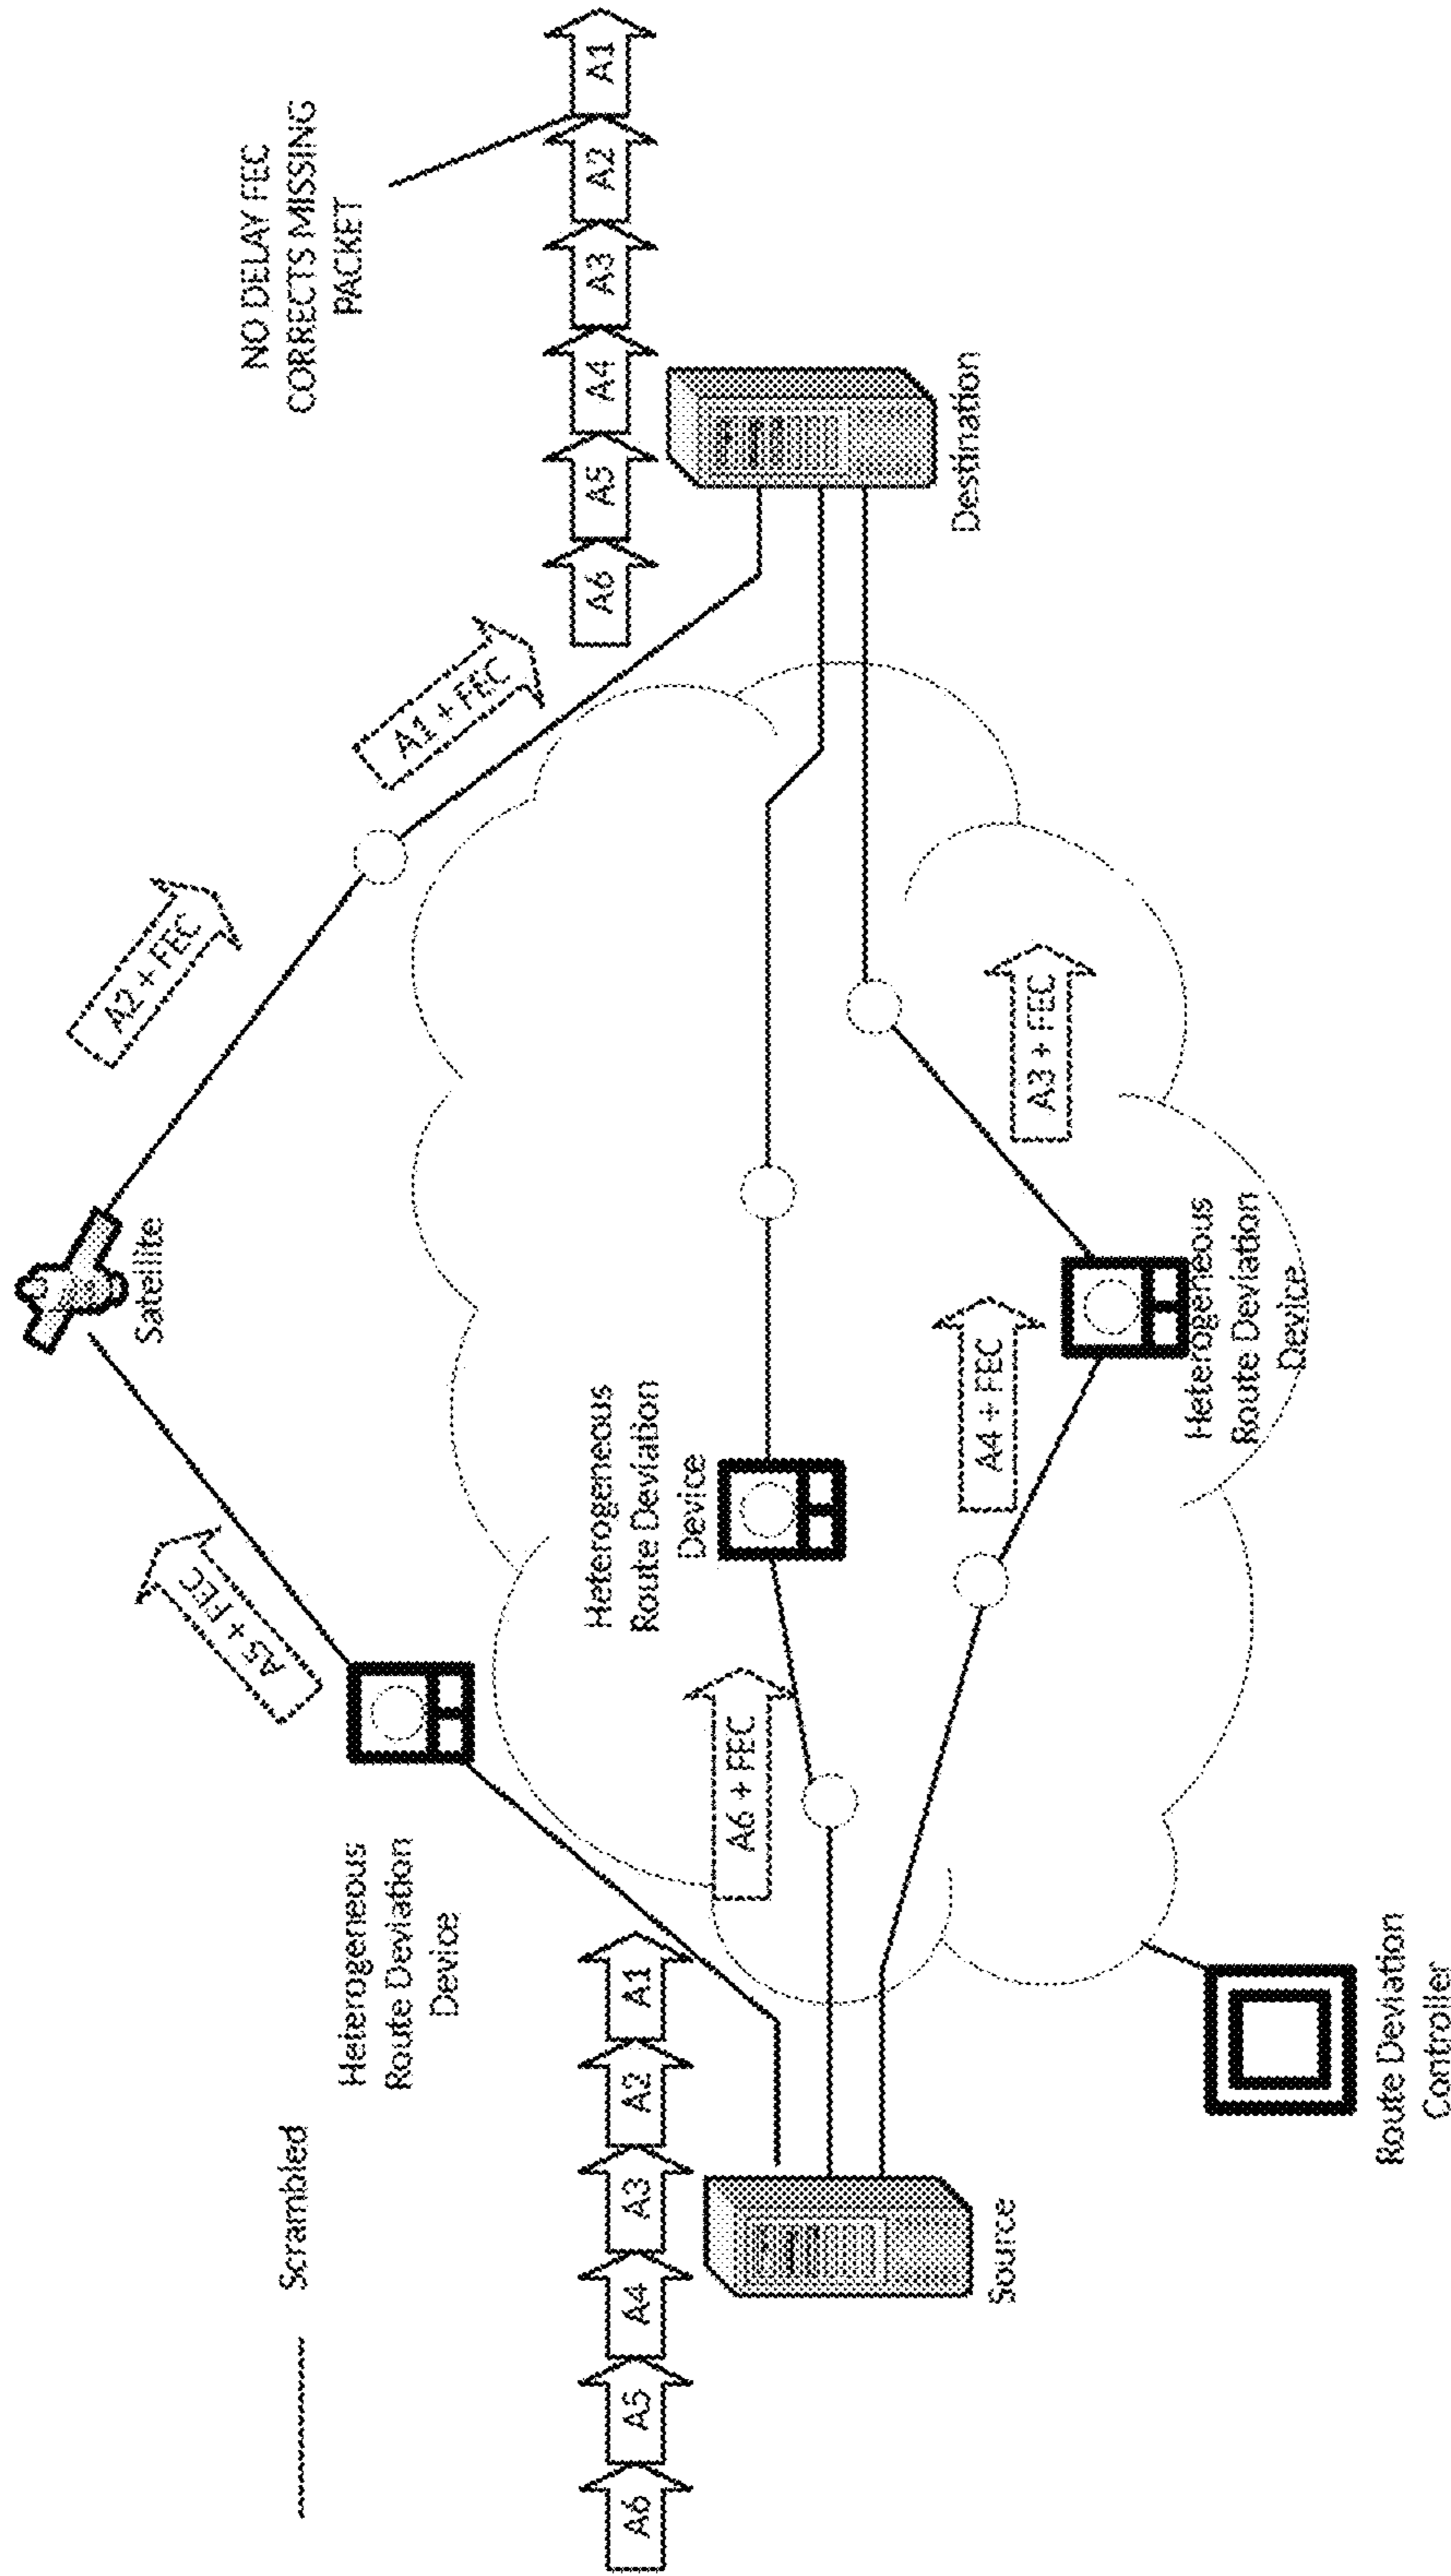 Scrambled
NO DELAY FEC
CORRECTS MISSING
PACKET
Satellite
A5 + FEC
A2 + FEC
A1 + FEC
Heterogeneous
Route Deviation
Device
A6
A5
A4
A3
A2
A1
A6
A5
A4
A3
A2
A1
Heterogeneous
Route Deviation
Device
A6 + FEC
Source
Destination
A4 + FEC
A3 + FEC
Heterogeneous
Route Deviation
Device
Route Deviation
Controller